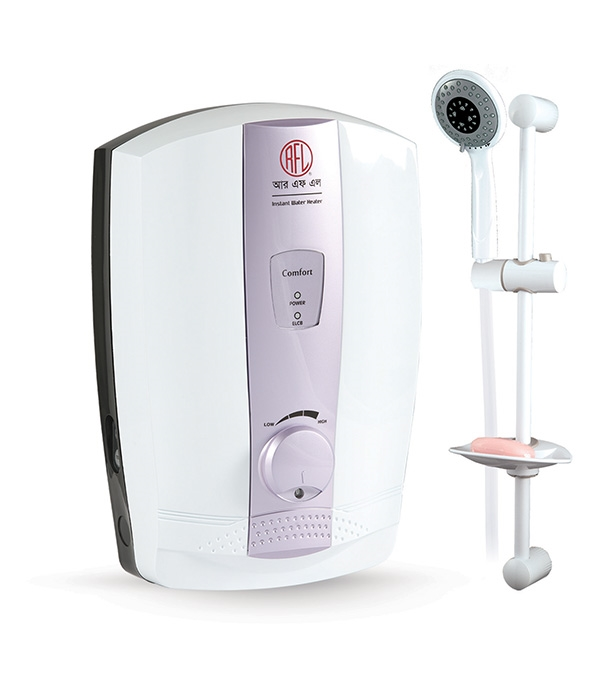 RFL
আর এফ এল
Instant Water Heater
Comfort
POWER
ELCB
LOW HIGH